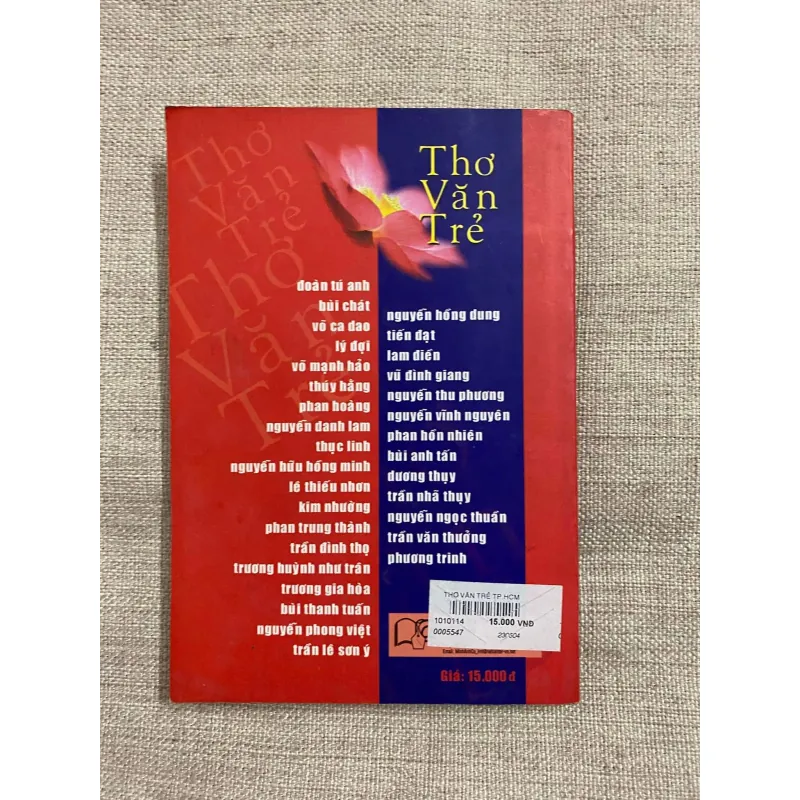 Thơ
Văn
Trẻ
Thơ
Văn
Trẻ
Thơ
Văn
Trẻ
đoàn tú anh
bùi chát
võ ca dao
lý đợi
võ mạnh hảo
thúy hằng
phan hoàng
nguyễn danh lam
thục linh
nguyễn hữu hồng minh
lê thiếu nhơn
kim nhường
phan trung thành
trần đình thọ
trương huỳnh như trân
trương gia hòa
bùi thanh tuấn
nguyễn phong việt
trần lê sơn ý
nguyễn hồng dung
tiến đạt
lam điền
vũ đình giang
nguyễn thu phương
nguyễn vĩnh nguyên
phan hồn nhiên
bùi anh tấn
dương thụy
trần nhã thụy
nguyễn ngọc thuần
trần văn thưởng
phương trinh
THO VĂN TRẺ TP HCM
1010114 15.000 VNĐ
0005547 230304
Giá: 15.000 đ